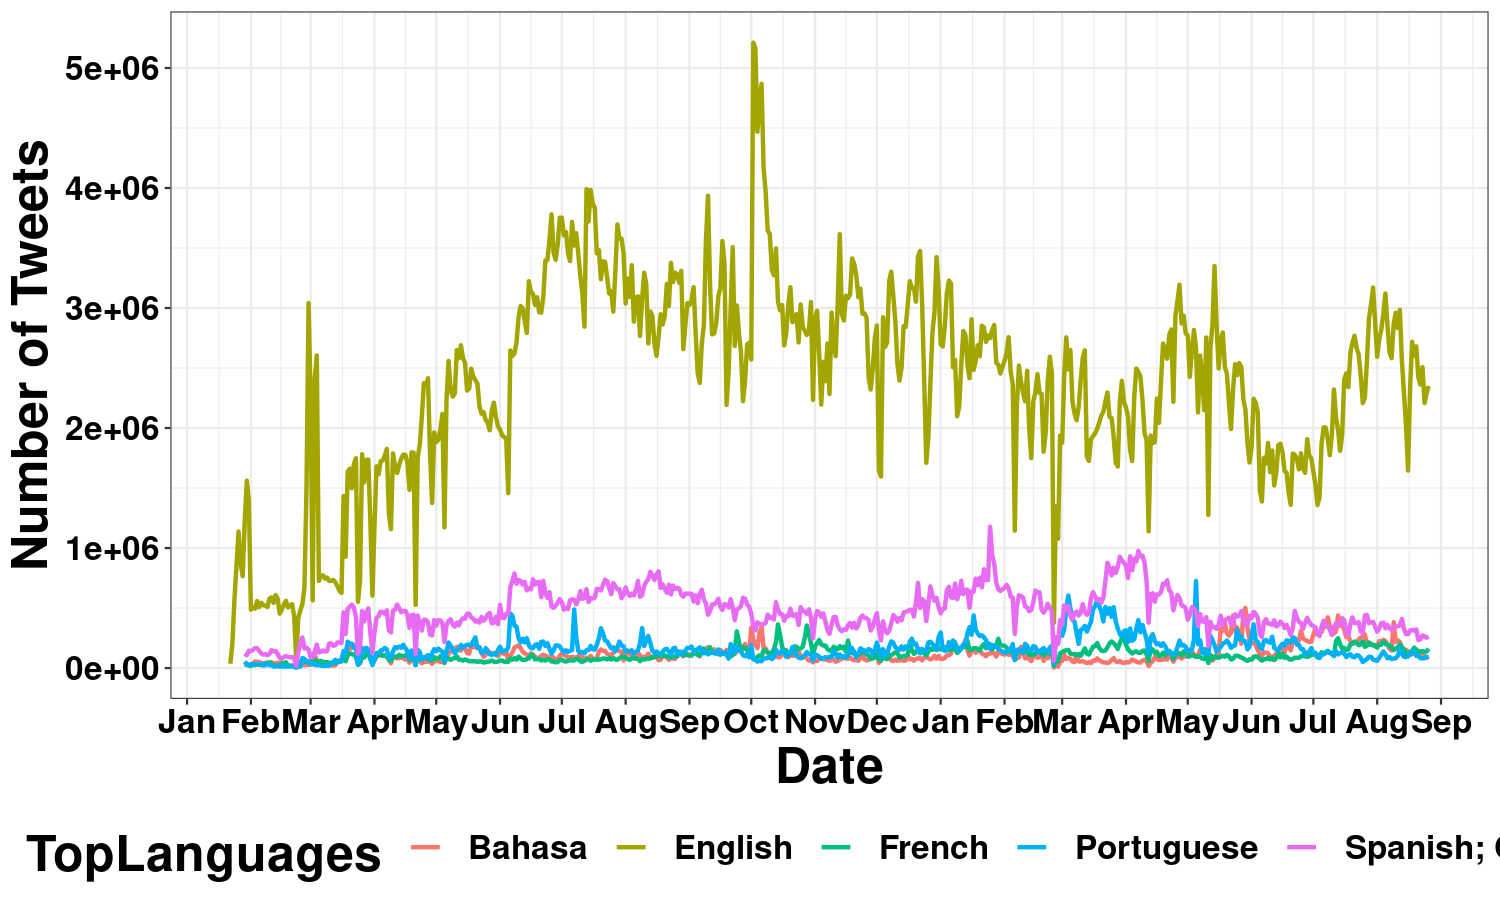 Number of Tweets
5e+06
4e+06
3e+06
2e+06
1e+06
0e+00
Jan Feb Mar Apr May Jun Jul Aug Sep Oct Nov Dec Jan Feb Mar Apr May Jun Jul Aug Sep
Date
TopLanguages Bahasa English French Portuguese Spanish;